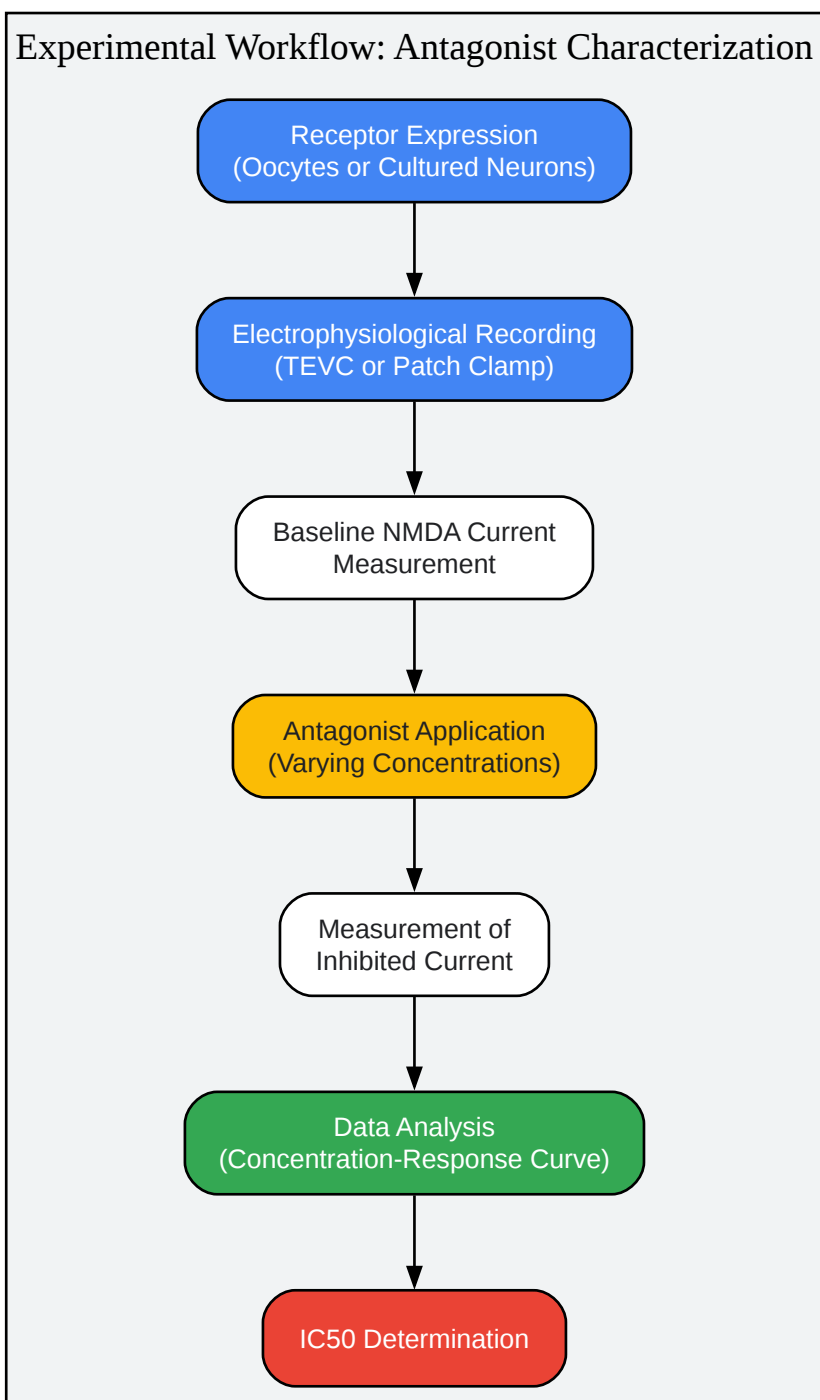 Experimental Workflow: Antagonist Characterization
Receptor Expression
(Oocytes or Cultured Neurons)
Electrophysiological Recording
(TEVC or Patch Clamp)
Baseline NMDA Current
Measurement
Antagonist Application
(Varying Concentrations)
Measurement of
Inhibited Current
Data Analysis
(Concentration-Response Curve)
IC50 Determination